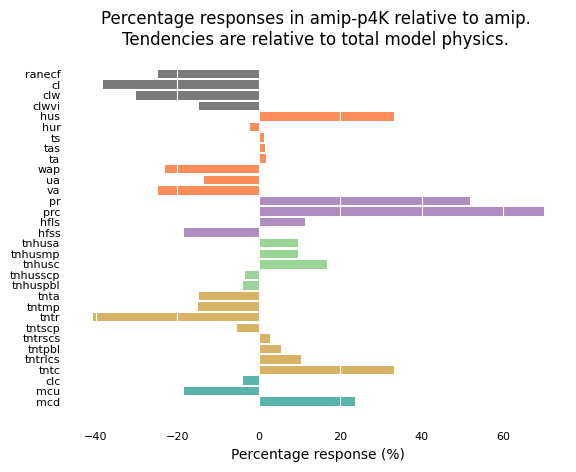 Percentage responses in amip-p4K relative to amip.
Tendencies are relative to total model physics.
ranecf
cl
clw
clwvi
hus
hur
ts
tas
ta
wap
ua
va
pr
prc
hfls
hfss
tnhusa
tnhusmp
tnhusc
tnhusscp
tnhuspbl
tnta
tntmp
tntr
tntscp
tntrscs
tntpbl
tntrlcs
tntc
clc
mcu
mcd
−40 −20 0 20 40 60
Percentage response (%)